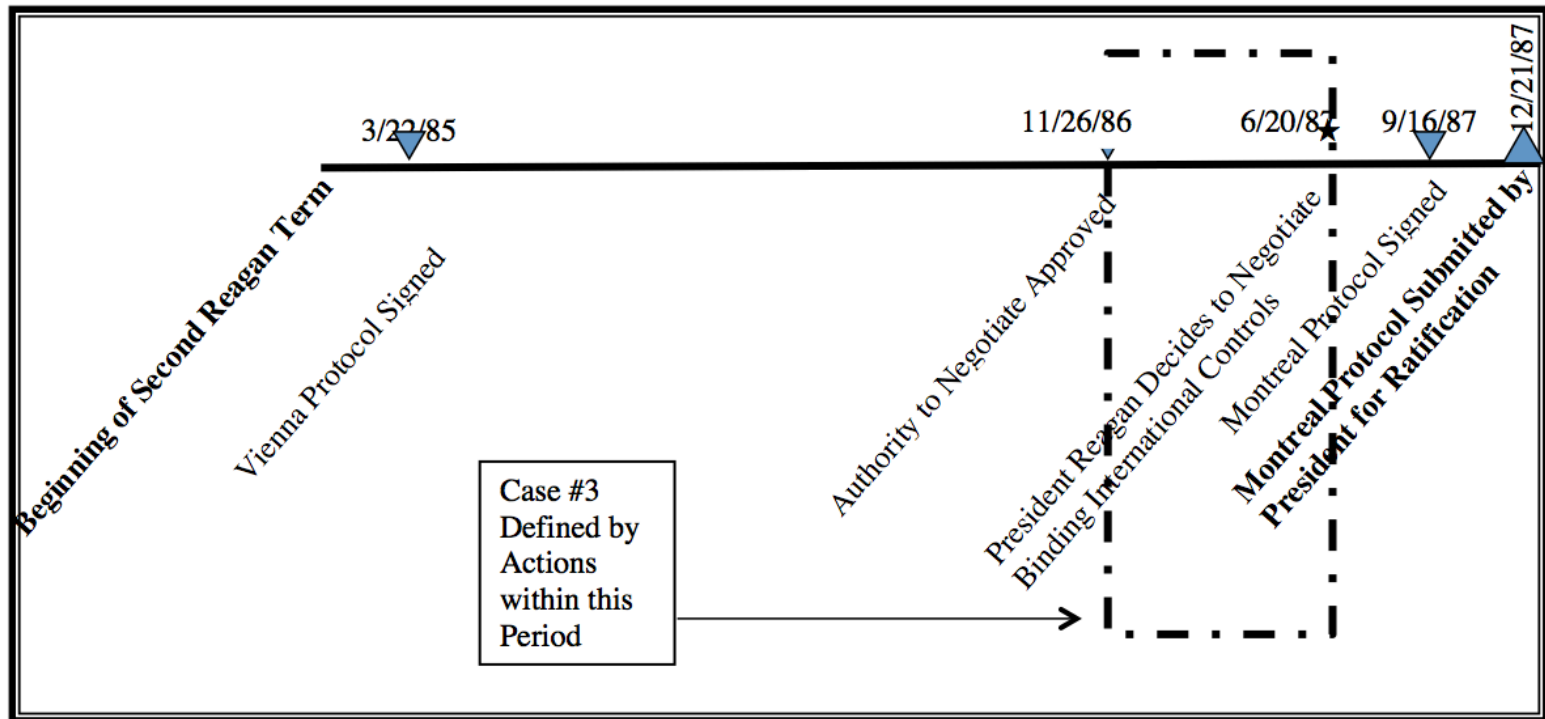 12/21/87
3/22/85
11/26/86
6/20/87
9/16/87
Beginning of Second Reagan Term
Vienna Protocol Signed
Authority to Negotiate Approved
President Reagan Decides to Negotiate
Binding International Controls
Montreal Protocol Signed
Montreal Protocol Submitted by
President for Ratification
Case #3
Defined by
Actions
within this
Period